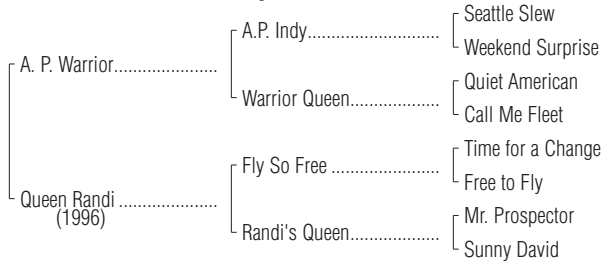 Seattle Slew
A.P. Indy.............................
Weekend Surprise
A. P. Warrior......................
Quiet American
Warrior Queen....................
Call Me Fleet
Time for a Change
Fly So Free ........................
Free to Fly
Queen Randi .....................
(1996)
Mr. Prospector
Randi's Queen....................
Sunny David